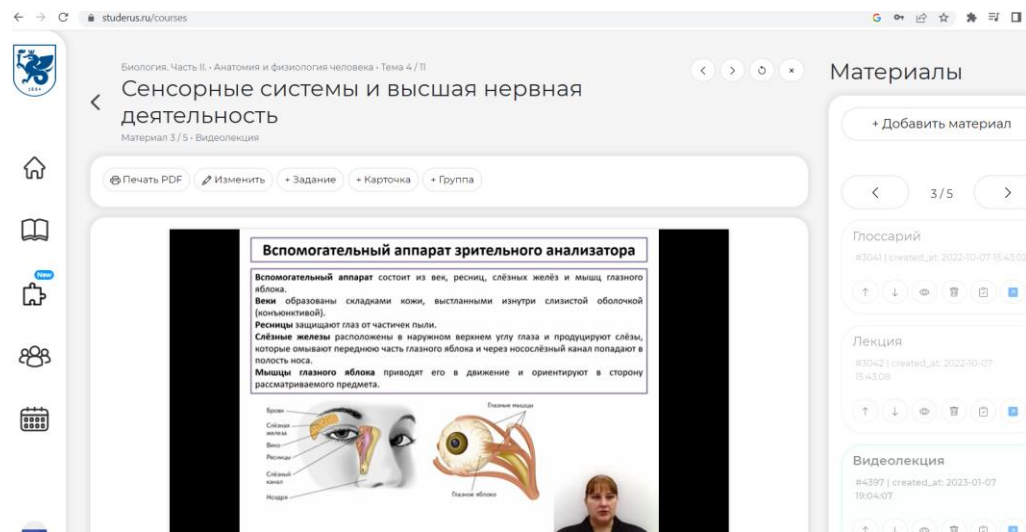 studerus.ru/courses
1804
Биология. Часть II. • Анатомия и физиология человека • Тема 4 / 11
Сенсорные системы и высшая нервная
деятельность
Материал 3 / 5 • Видеолекция
Печать PDF
Изменить
+ Задание
+ Карточка
+ Группа
New
Вспомогательный аппарат зрительного анализатора
Вспомогательный аппарат состоит из век, ресниц, слёзных желёз и мышц глазного
яблока.
Веки образованы складками кожи, выстланными изнутри слизистой оболочкой
(конъюнктивой).
Ресницы защищают глаз от частичек пыли.
Слёзные железы расположены в наружном верхнем углу глаза и продуцируют слёзы,
которые омывают переднюю часть глазного яблока и через носослёзный канал попадают в
полость носа.
Мышцы глазного яблока приводят его в движение и ориентируют в сторону
рассматриваемого предмета.
Брови
Слёзная
железа
Веко
Ресницы
Слёзный
канал
Ноздря
Глазные мышцы
Глазное яблоко
Материалы
+ Добавить материал
3 / 5
Глоссарий
#3041 | created_at: 2022-10-07 15:43:02
Лекция
#3042 | created_at: 2022-10-07
15:43:08
Видеолекция
#4397 | created_at: 2023-01-07
19:04:07